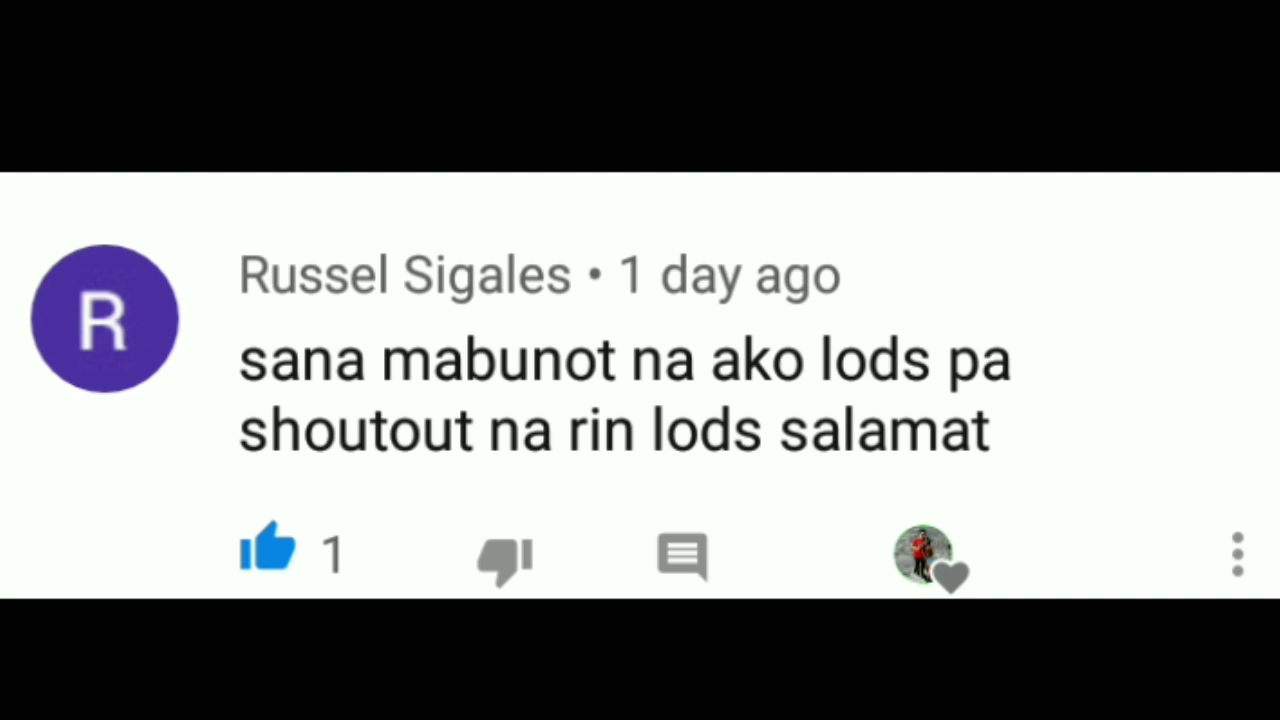 R
Russel Sigales • 1 day ago
sana mabunot na ako lods pa
shoutout na rin lods salamat
1